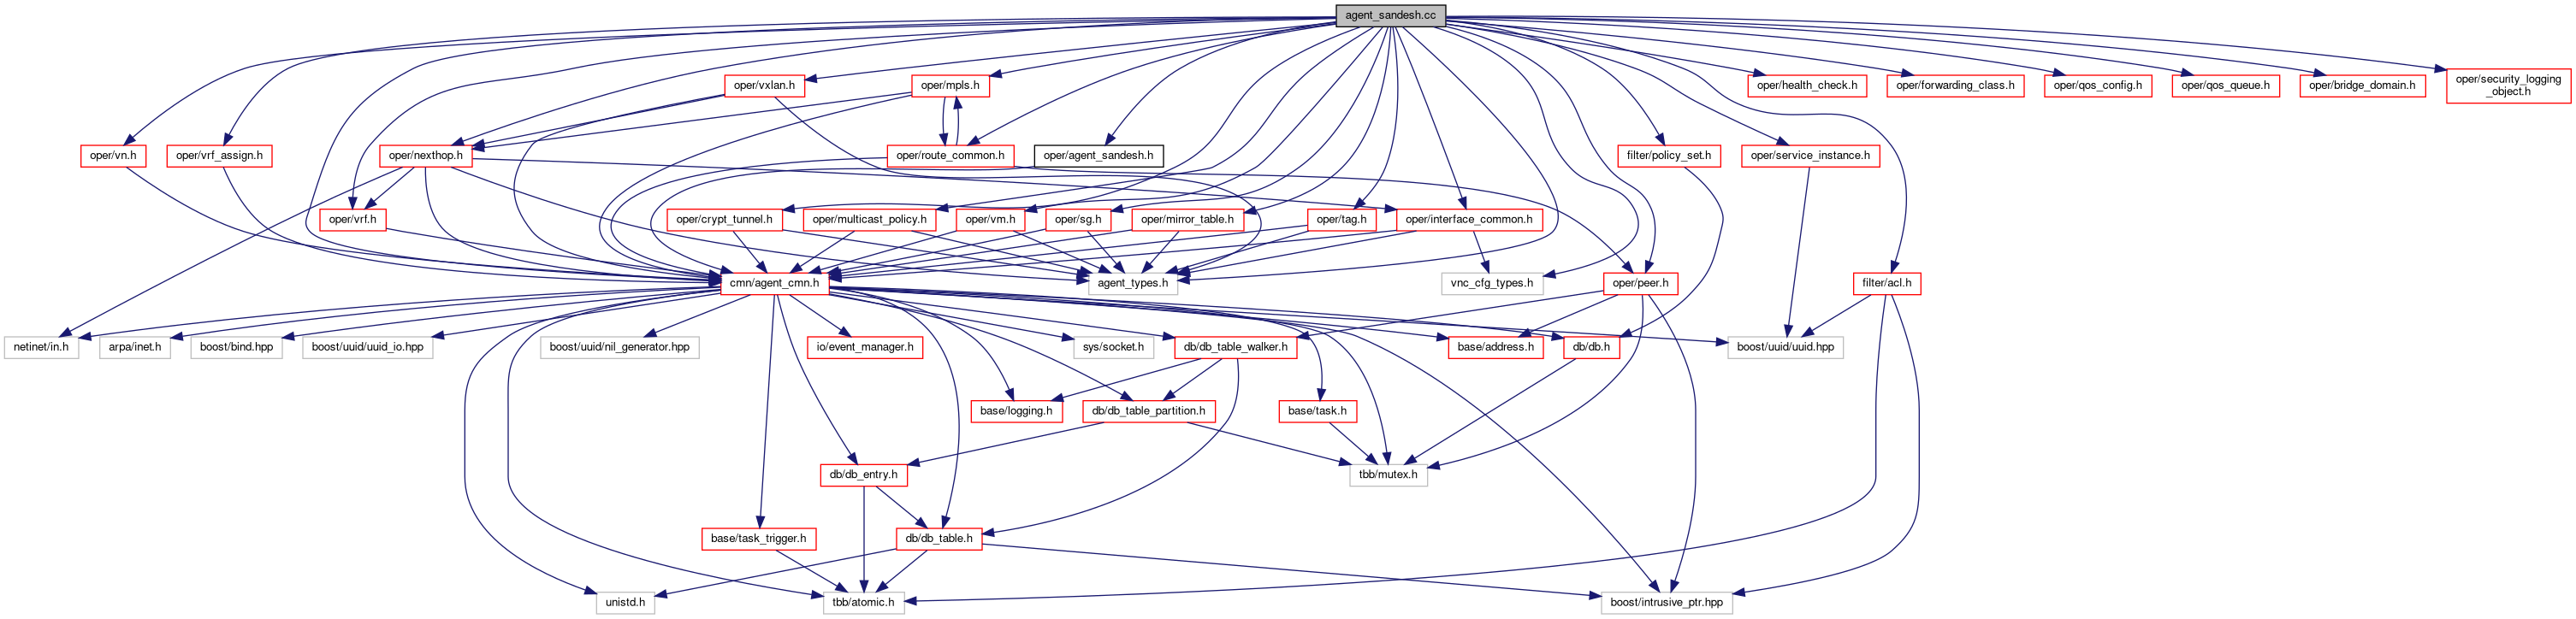 agent_sandesh.cc
oper/vxlan.h
oper/mpls.h
oper/health_check.h
oper/forwarding_class.h
oper/qos_config.h
oper/qos_queue.h
oper/bridge_domain.h
oper/security_logging
_object.h
oper/vn.h
oper/vrf_assign.h
oper/nexthop.h
oper/route_common.h
oper/agent_sandesh.h
filter/policy_set.h
oper/service_instance.h
oper/vrf.h
oper/crypt_tunnel.h
oper/multicast_policy.h
oper/vm.h
oper/sg.h
oper/mirror_table.h
oper/tag.h
oper/interface_common.h
cmn/agent_cmn.h
agent_types.h
vnc_cfg_types.h
oper/peer.h
filter/acl.h
netinet/in.h
arpa/inet.h
boost/bind.hpp
boost/uuid/uuid_io.hpp
boost/uuid/nil_generator.hpp
io/event_manager.h
sys/socket.h
db/db_table_walker.h
base/address.h
db/db.h
boost/uuid/uuid.hpp
base/logging.h
db/db_table_partition.h
base/task.h
db/db_entry.h
tbb/mutex.h
base/task_trigger.h
db/db_table.h
unistd.h
tbb/atomic.h
boost/intrusive_ptr.hpp